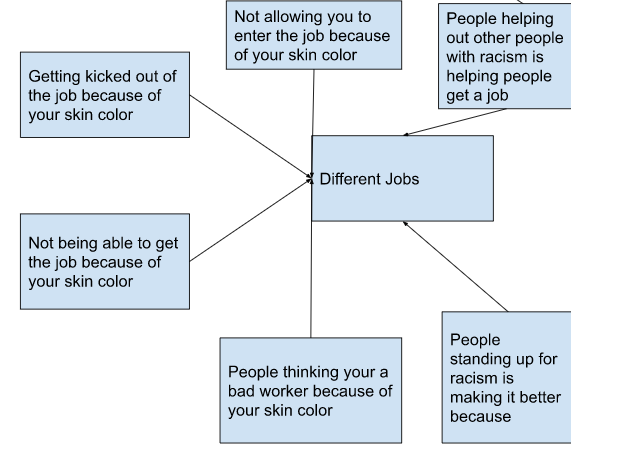 Not allowing you to
enter the job because
of your skin color
People helping
out other people
with racism is
helping people
get a job
Getting kicked out of
the job because of
your skin color
Different Jobs
Not being able to get
the job because of
your skin color
People thinking your a
bad worker because of
your skin color
People
standing up for
racism is
making it better
because